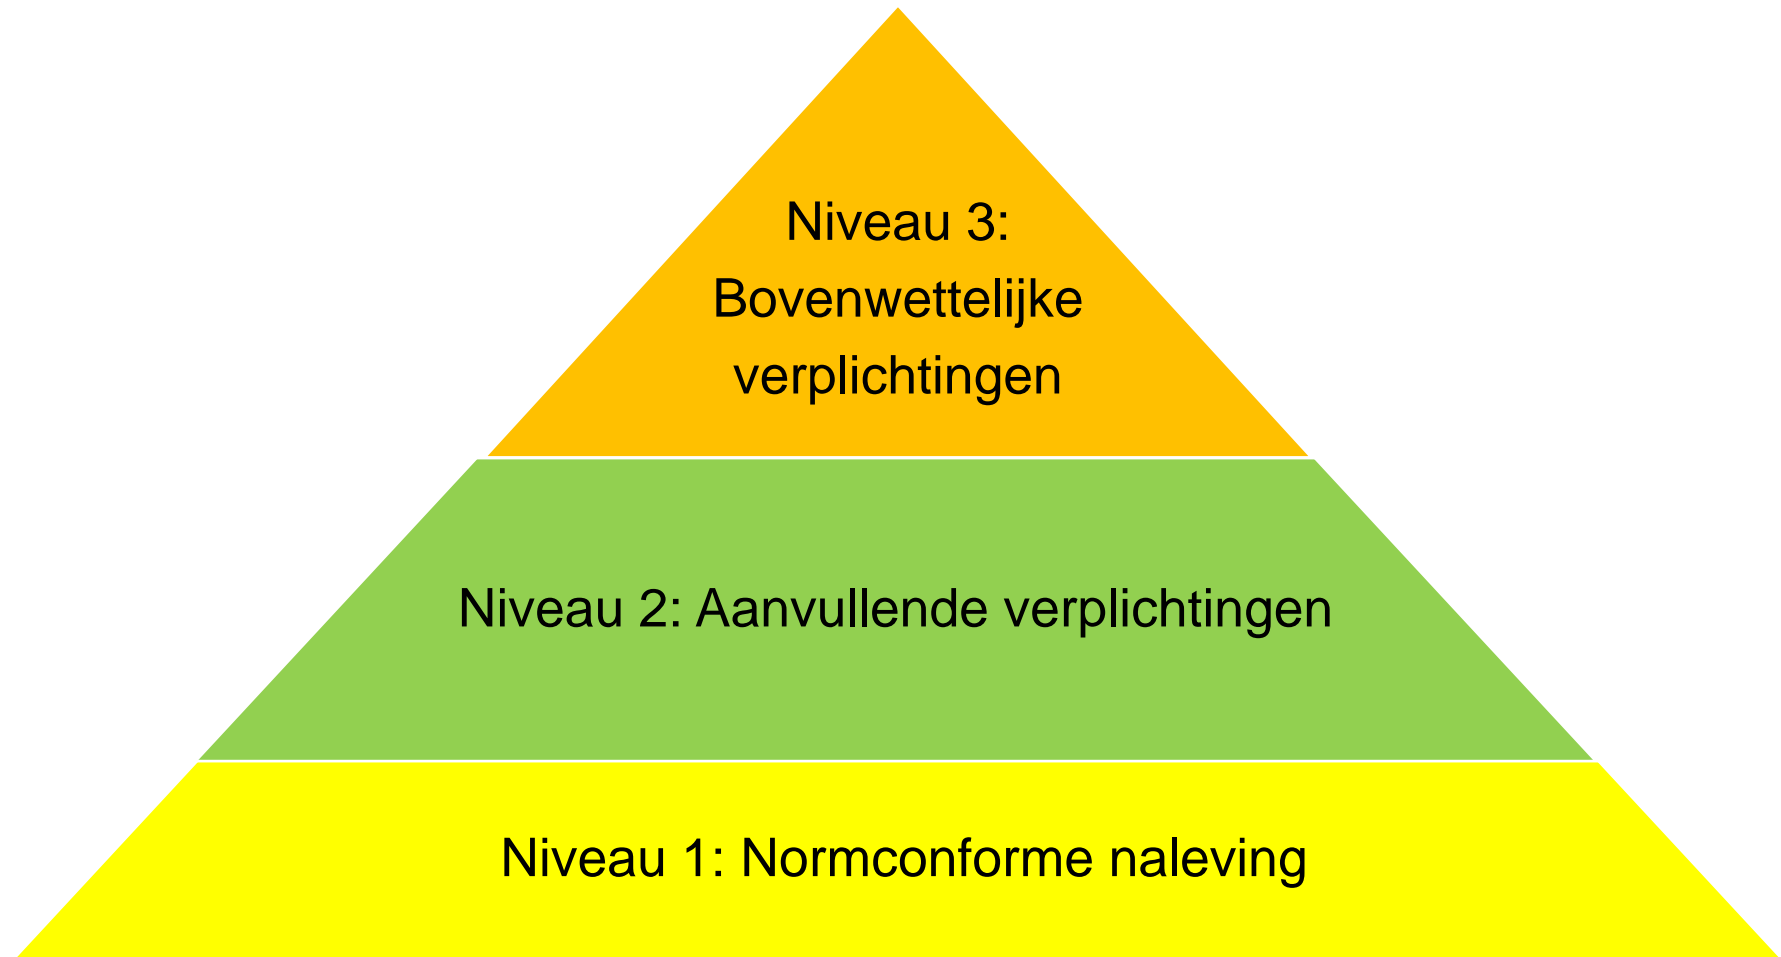 Niveau 3:
Bovenwettelijke
verplichtingen
Niveau 2: Aanvullende verplichtingen
Niveau 1: Normconforme naleving